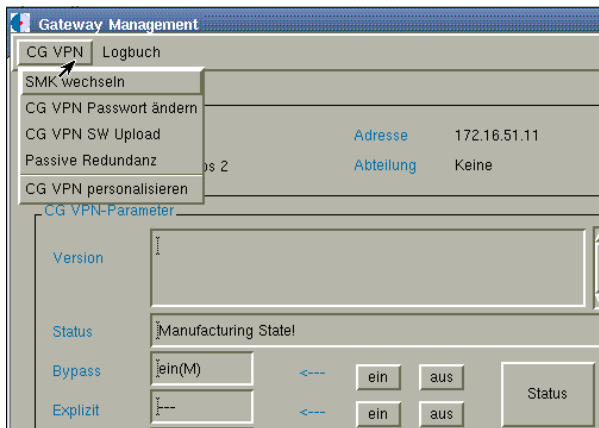 Gateway Management
CG VPN Logbuch
SMK wechseln
CG VPN Passwort ändern
CG VPN SW Upload
Passive Redundanz
CG VPN personalisieren
Adresse 172.16.51.11
os 2 Abteilung Keine
CG VPN-Parameter
Version
Status Manufacturing State!
Bypass ein(M) <--- ein aus
Status
Explizit --- <--- ein aus